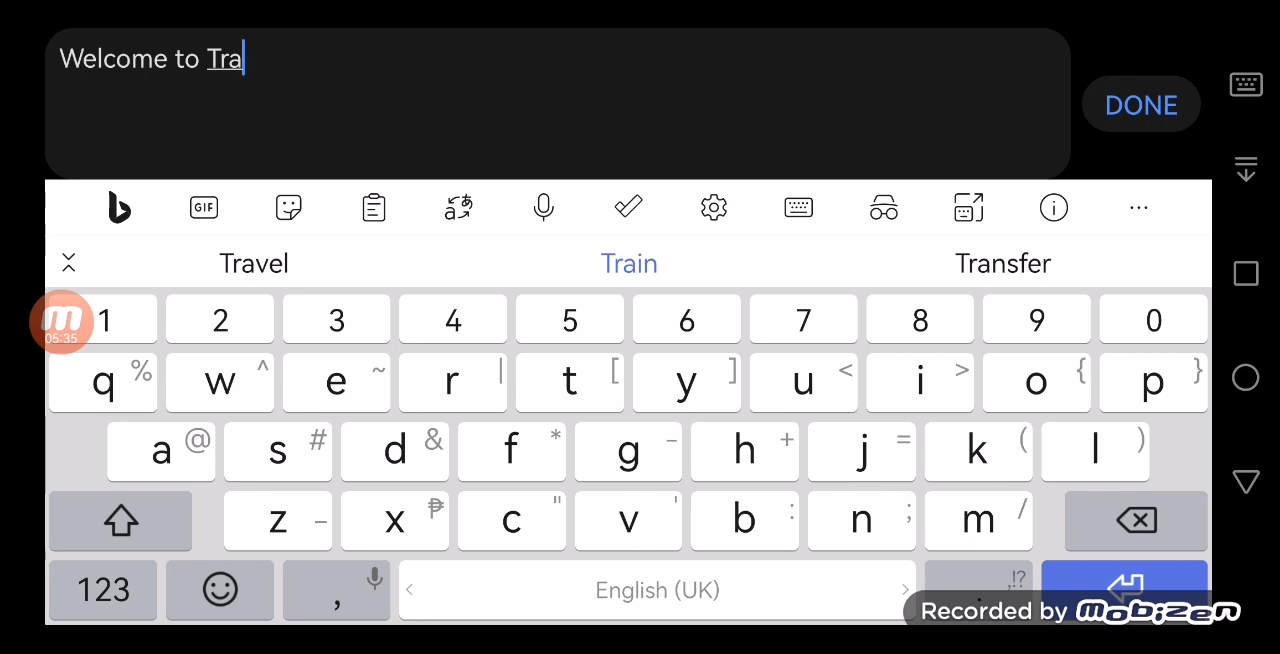 Welcome to Tra
DONE
GIF
Travel Train Transfer
m 1 2 3 4 5 6 7 8 9 0
05:35
q % w ^ e ~ r | t [ y ] u < i > o { p }
a @ s # d & f * g - h + j = k ( l )
z _ x ₱ c " v ' b : n ; m /
123 , < English (UK) > . ,!?
Recorded by mobizen